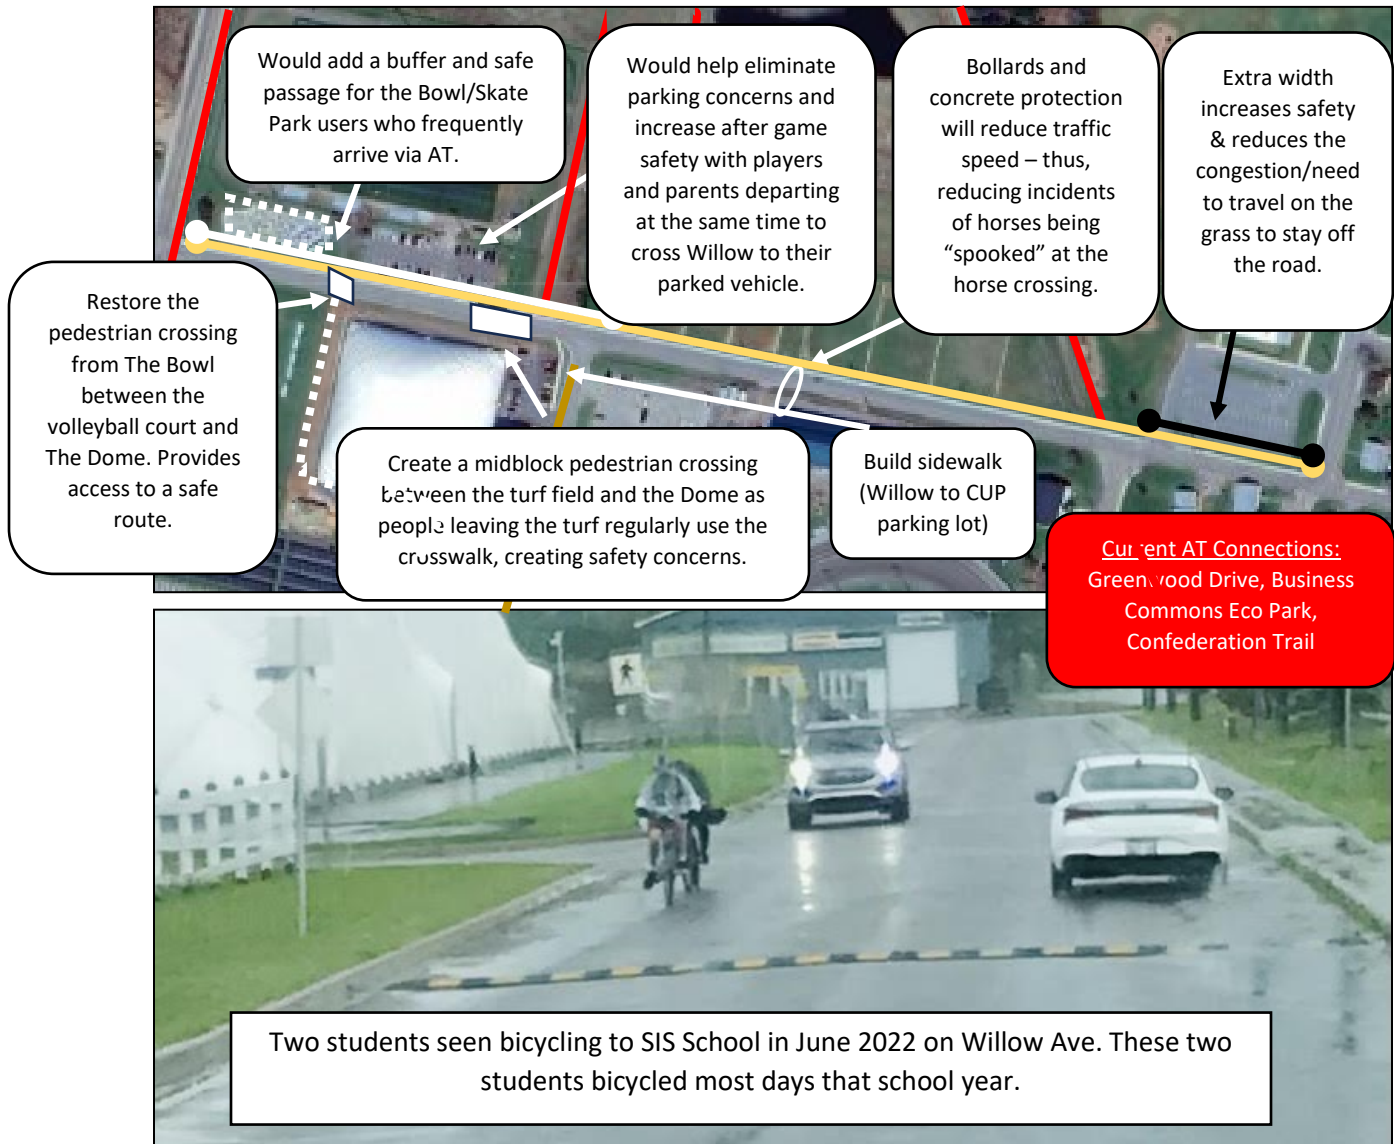 Would add a buffer and safe
passage for the Bowl/Skate
Park users who frequently
arrive via AT.
Would help eliminate
parking concerns and
increase after game
safety with players
and parents departing
at the same time to
cross Willow to their
parked vehicle.
Bollards and
concrete protection
will reduce traffic
speed – thus,
reducing incidents
of horses being
“spooked” at the
horse crossing.
Extra width
increases safety
& reduces the
congestion/need
to travel on the
grass to stay off
the road.
Restore the
pedestrian crossing
from The Bowl
between the
volleyball court and
The Dome. Provides
access to a safe
route.
Create a midblock pedestrian crossing
between the turf field and the Dome as
people leaving the turf regularly use the
crosswalk, creating safety concerns.
Build sidewalk
(Willow to CUP
parking lot)
Current AT Connections:
Greenwood Drive, Business
Commons Eco Park,
Confederation Trail
Two students seen bicycling to SIS School in June 2022 on Willow Ave. These two
students bicycled most days that school year.